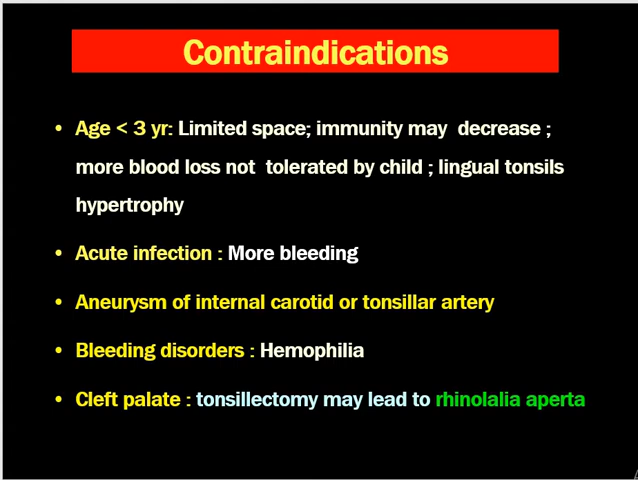 Contraindications
• Age < 3 yr: Limited space; immunity may decrease ;
more blood loss not tolerated by child ; lingual tonsils
hypertrophy
• Acute infection : More bleeding
• Aneurysm of internal carotid or tonsillar artery
• Bleeding disorders : Hemophilia
• Cleft palate : tonsillectomy may lead to rhinolalia aperta